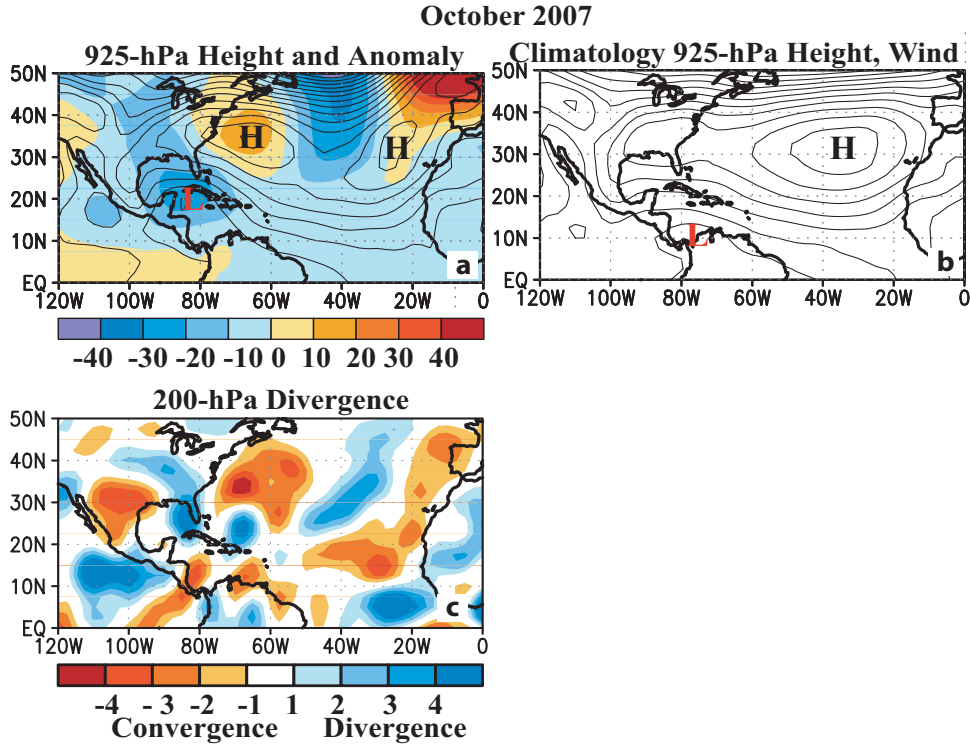 October 2007
925-hPa Height and Anomaly
50N
40N
30N
20N
10N
EQ
H
H
L
a
120W 100W 80W 60W 40W 20W 0
-40 -30 -20 -10 0 10 20 30 40
Climatology 925-hPa Height, Wind
50N
40N
30N
20N
10N
EQ
H
L
b
120W 100W 80W 60W 40W 20W 0
200-hPa Divergence
50N
40N
30N
20N
10N
EQ
c
120W 100W 80W 60W 40W 20W 0
-4 -3 -2 -1 1 2 3 4
Convergence Divergence